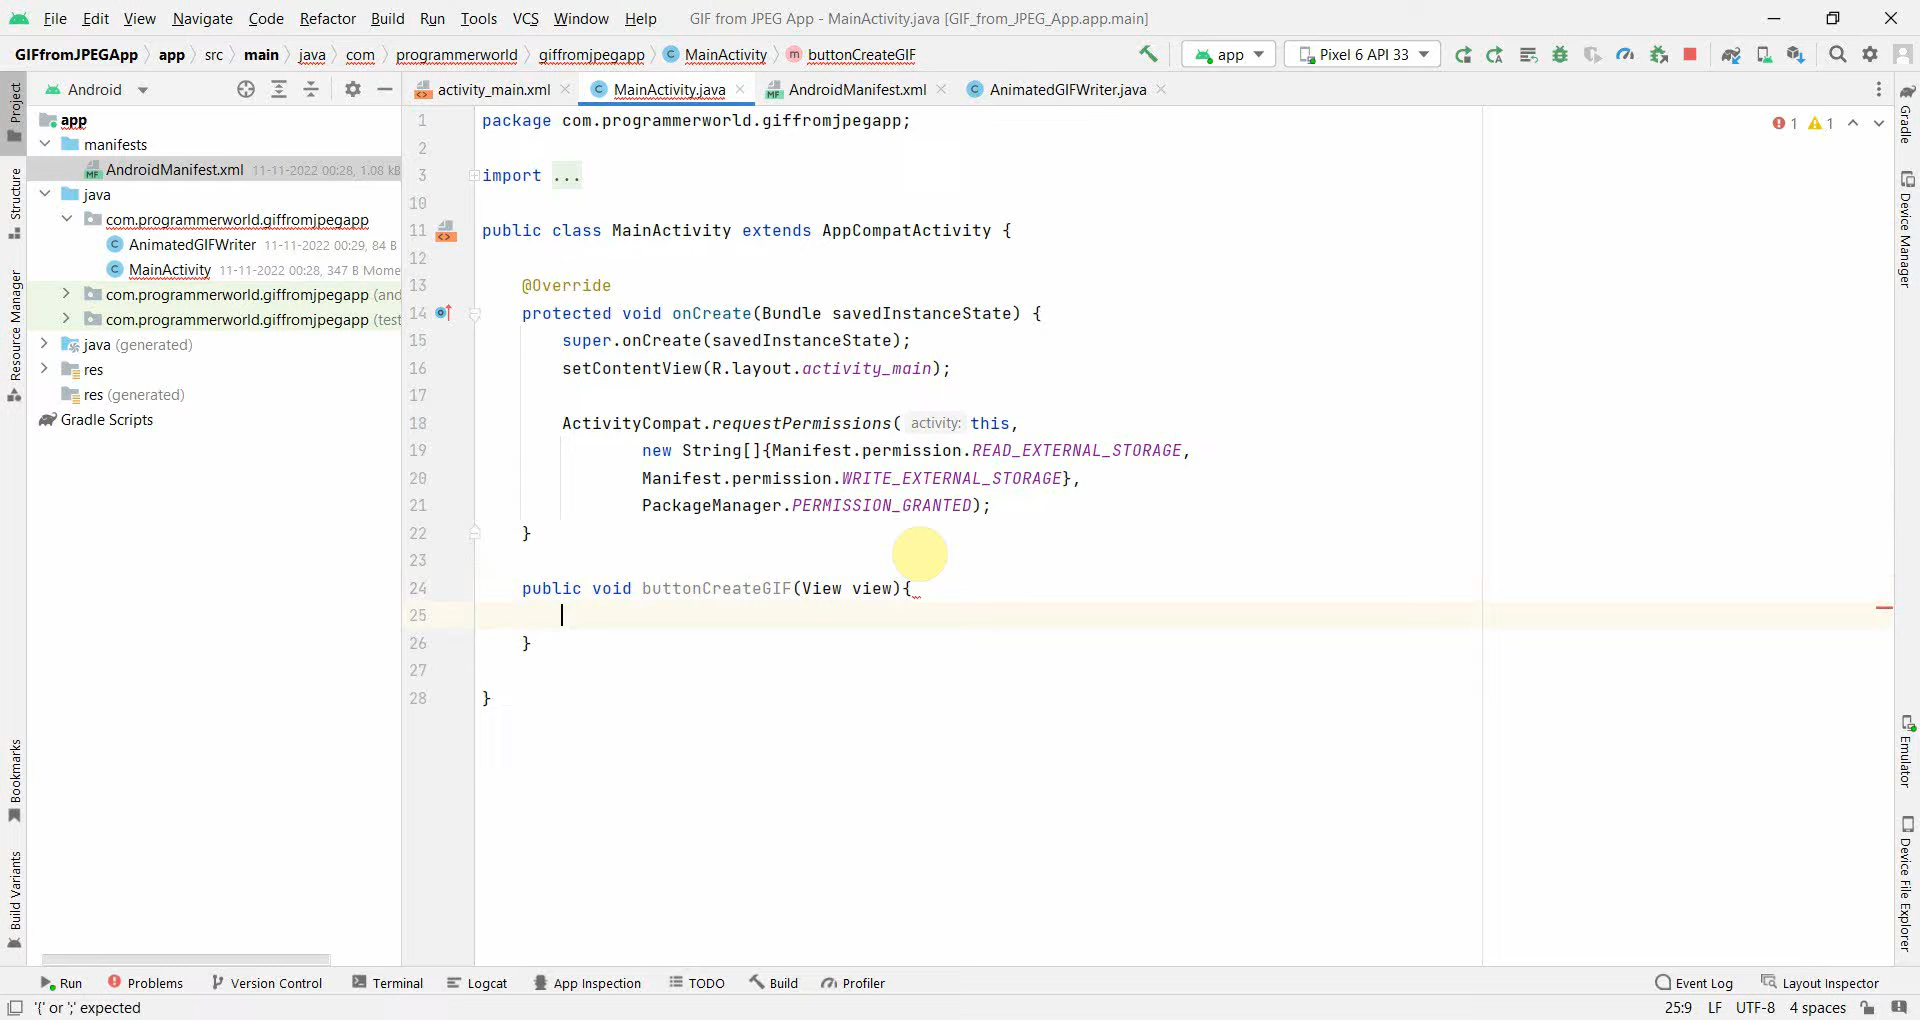 File Edit View Navigate Code Refactor Build Run Tools VCS Window Help GIF from JPEG App - MainActivity.java [GIF_from_JPEG_App.app.main]
GIFfromJPEGApp app src main java com programmerworld giffromjpegapp C MainActivity m buttonCreateGIF app Pixel 6 API 33
Android activity_main.xml MainActivity.java AndroidManifest.xml AnimatedGIFWriter.java
Project
Structure
Resource Manager
Bookmarks
Build Variants
app
manifests
AndroidManifest.xml 11-11-2022 00:28, 1.08 kB
java
com.programmerworld.giffromjpegapp
AnimatedGIFWriter 11-11-2022 00:29, 84 B
MainActivity 11-11-2022 00:28, 347 B Mome
com.programmerworld.giffromjpegapp (and
com.programmerworld.giffromjpegapp (test
java (generated)
res
res (generated)
Gradle Scripts
1 package com.programmerworld.giffromjpegapp;
2
3 import ...
10
11 public class MainActivity extends AppCompatActivity {
12
13 @Override
14 protected void onCreate(Bundle savedInstanceState) {
15 super.onCreate(savedInstanceState);
16 setContentView(R.layout.activity_main);
17
18 ActivityCompat.requestPermissions( activity: this,
19 new String[]{Manifest.permission.READ_EXTERNAL_STORAGE,
20 Manifest.permission.WRITE_EXTERNAL_STORAGE},
21 PackageManager.PERMISSION_GRANTED);
22 }
23
24 public void buttonCreateGIF(View view){
25
26 }
27
28 }
1 1
Gradle
Device Manager
Emulator
Device File Explorer
Run Problems Version Control Terminal Logcat App Inspection TODO Build Profiler Event Log Layout Inspector
'{' or ';' expected 25:9 LF UTF-8 4 spaces